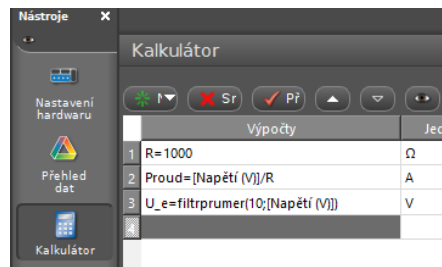 Nástroje ×
Kalkulátor
Nastavení
hardwaru
Sr Př
Výpočty
1 R=1000 Ω
Přehled
dat
2 Proud=[Napětí (V)]/R A
3 U_e=filtrprumer(10;[Napětí (V)]) V
4
Kalkulátor